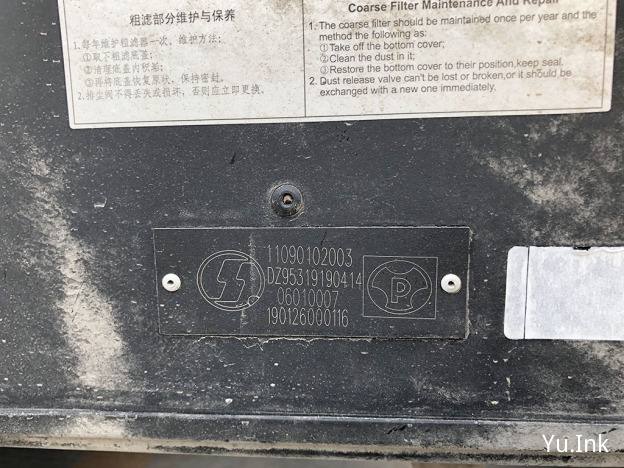 粗滤部分维护与保养
1.每年维护粗滤器一次，维护方法：
①取下粗滤底盖；
②清理底盖内积垢；
③再将底盖恢复原状，保持密封。
2.排尘阀不得丢失或损坏，否则应立即更换。
Coarse Filter Maintenance And Repair
1.The coarse filter should be maintained once per year and the
method the following as:
①Take off the bottom cover;
②Clean the dust in it;
③Restore the bottom cover to their position,keep seal.
2. Dust release valve can't be lost or broken,or it should be
exchanged with a new one immediately.
11090102003
DZ95319190414
06010007
190126000116
P
Yu.Ink